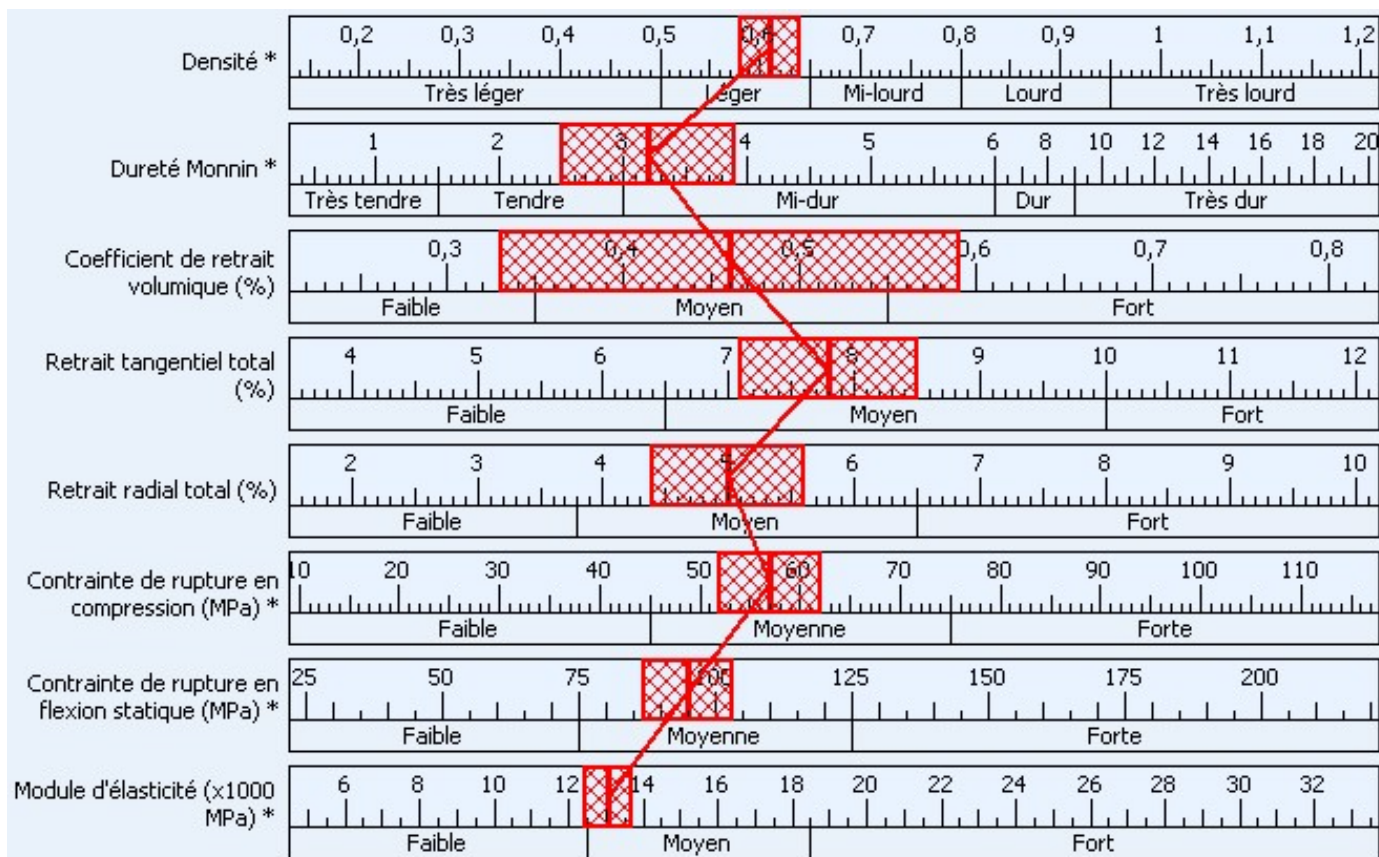 0,2 0,3 0,4 0,5 0,6 0,7 0,8 0,9 1 1,1 1,2
Densité *
Très léger Léger Mi-lourd Lourd Très lourd
1 2 3 4 5 6 8 10 12 14 16 18 20
Dureté Monnin *
Très tendre Tendre Mi-dur Dur Très dur
0,3 0,4 0,5 0,6 0,7 0,8
Coefficient de retrait
volumique (%)
Faible Moyen Fort
4 5 6 7 8 9 10 11 12
Retrait tangentiel total
(%)
Faible Moyen Fort
2 3 4 5 6 7 8 9 10
Retrait radial total (%)
Faible Moyen Fort
10 20 30 40 50 60 70 80 90 100 110
Contrainte de rupture en
compression (MPa) *
Faible Moyenne Forte
25 50 75 100 125 150 175 200
Contrainte de rupture en
flexion statique (MPa) *
Faible Moyenne Forte
6 8 10 12 14 16 18 20 22 24 26 28 30 32
Module d'élasticité (x1000
MPa) *
Faible Moyen Fort